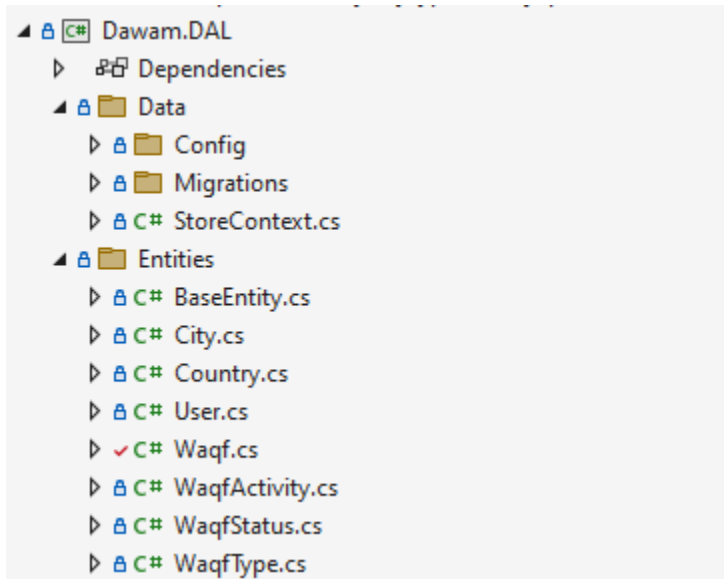 C# Dawam.DAL
Dependencies
Data
Config
Migrations
C# StoreContext.cs
Entities
C# BaseEntity.cs
C# City.cs
C# Country.cs
C# User.cs
C# Waqf.cs
C# WaqfActivity.cs
C# WaqfStatus.cs
C# WaqfType.cs